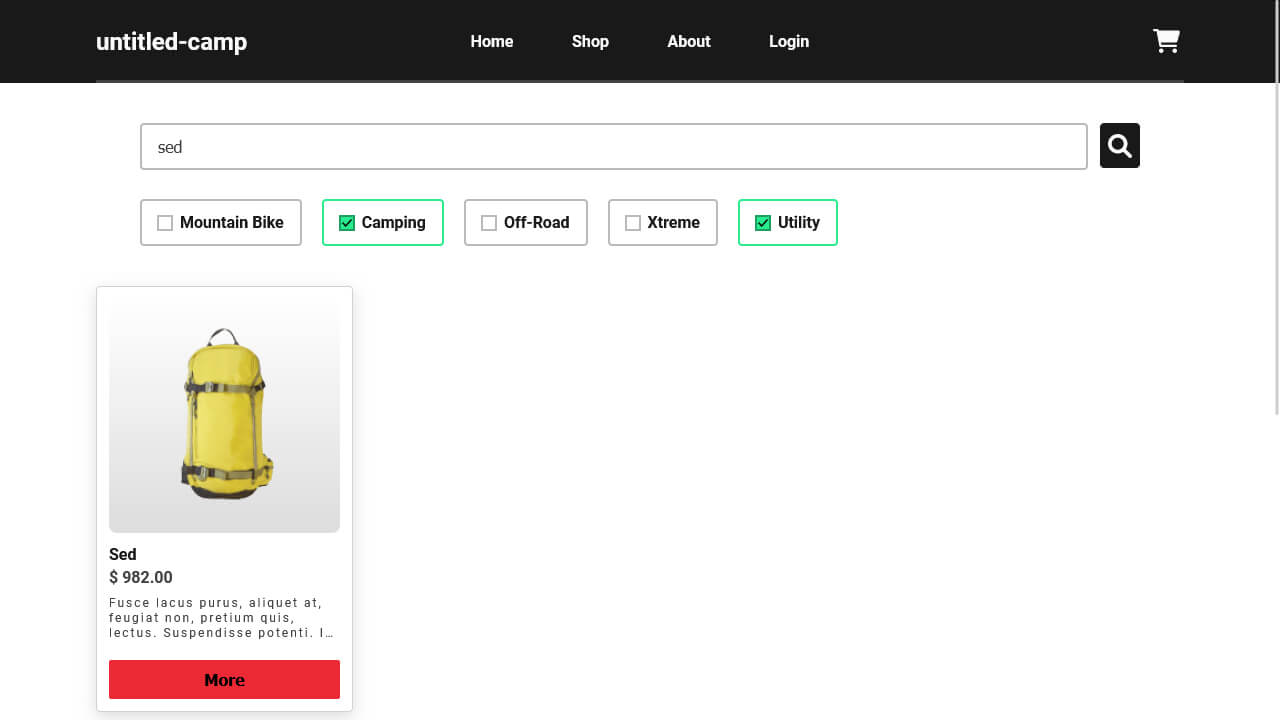 untitled-camp
Home Shop About Login
sed
Mountain Bike Camping Off-Road Xtreme Utility
Sed
$ 982.00
Fusce lacus purus, aliquet at,
feugiat non, pretium quis,
lectus. Suspendisse potenti. I...
More